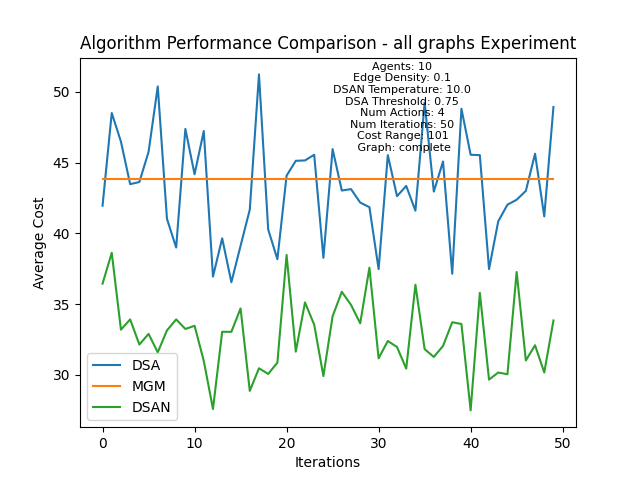 Algorithm Performance Comparison - all graphs Experiment
Agents: 10
Edge Density: 0.1
DSAN Temperature: 10.0
DSA Threshold: 0.75
Num Actions: 4
Num Iterations: 50
Cost Range: 101
Graph: complete
Average Cost
50
45
40
35
30
DSA
MGM
DSAN
0
10
20
30
40
50
Iterations